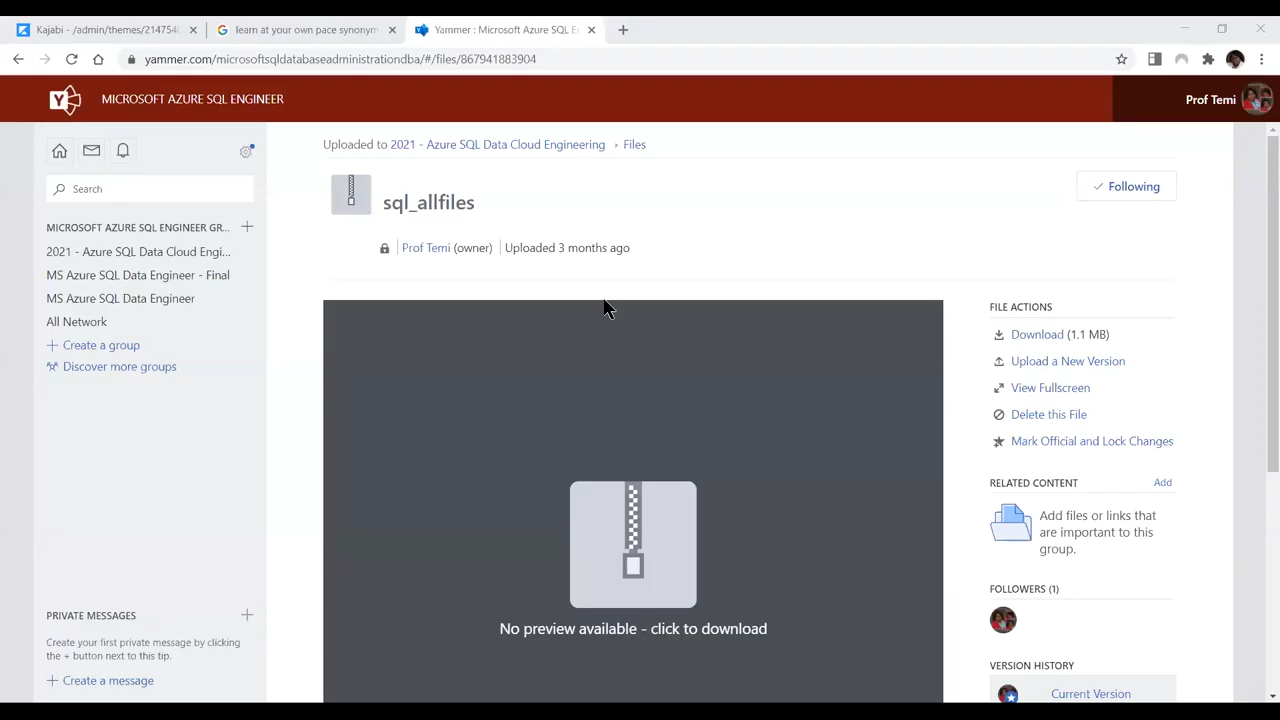 Kajabi - /admin/themes/2147548
learn at your own pace synonym
Yammer : Microsoft Azure SQL E
yammer.com/microsoftsqldatabaseadministrationdba/#/files/867941883904
MICROSOFT AZURE SQL ENGINEER
Prof Temi
Search
MICROSOFT AZURE SQL ENGINEER GR...
2021 - Azure SQL Data Cloud Engi...
MS Azure SQL Data Engineer - Final
MS Azure SQL Data Engineer
All Network
Create a group
Discover more groups
PRIVATE MESSAGES
Create your first private message by clicking
the + button next to this tip.
Create a message
Uploaded to 2021 - Azure SQL Data Cloud Engineering ▸ Files
sql_allfiles
Following
Prof Temi (owner) Uploaded 3 months ago
No preview available - click to download
FILE ACTIONS
Download (1.1 MB)
Upload a New Version
View Fullscreen
Delete this File
Mark Official and Lock Changes
RELATED CONTENT Add
Add files or links that
are important to this
group.
FOLLOWERS (1)
VERSION HISTORY
Current Version